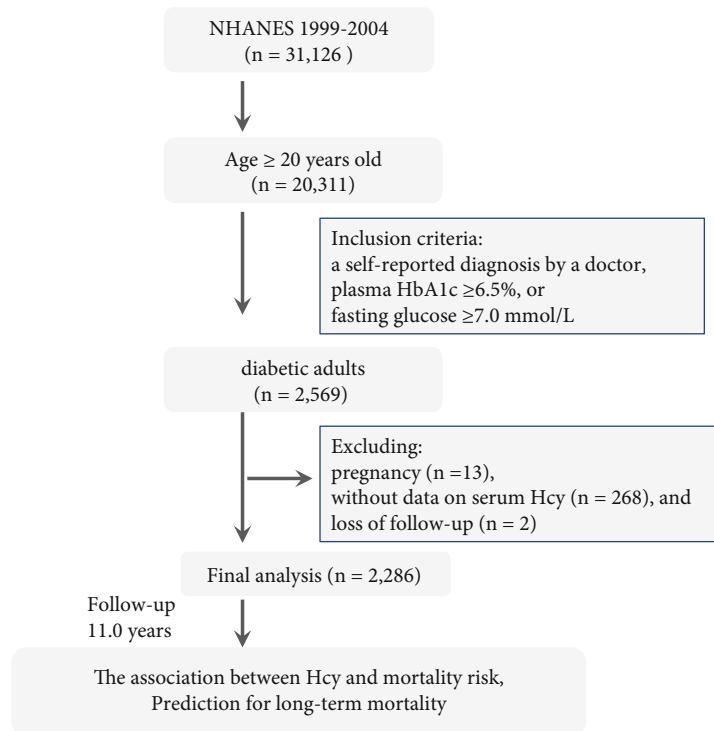 NHANES 1999-2004
(n = 31,126 )
Age ≥ 20 years old
(n = 20,311)
Inclusion criteria:
a self-reported diagnosis by a doctor,
plasma HbA1c ≥6.5%, or
fasting glucose ≥7.0 mmol/L
diabetic adults
(n = 2,569)
Excluding:
pregnancy (n =13),
without data on serum Hcy (n = 268), and
loss of follow-up (n = 2)
Final analysis (n = 2,286)
Follow-up
11.0 years
The association between Hcy and mortality risk,
Prediction for long-term mortality